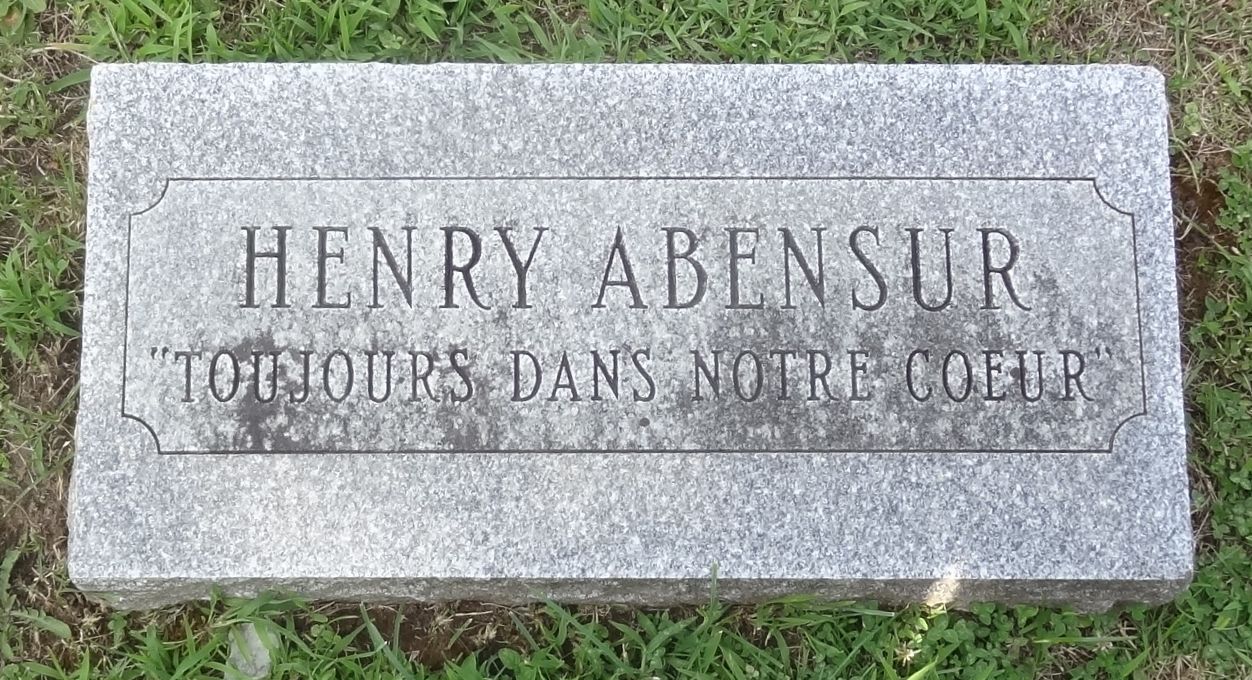 HENRY ABENSUR
"TOUJOURS DANS NOTRE COEUR"